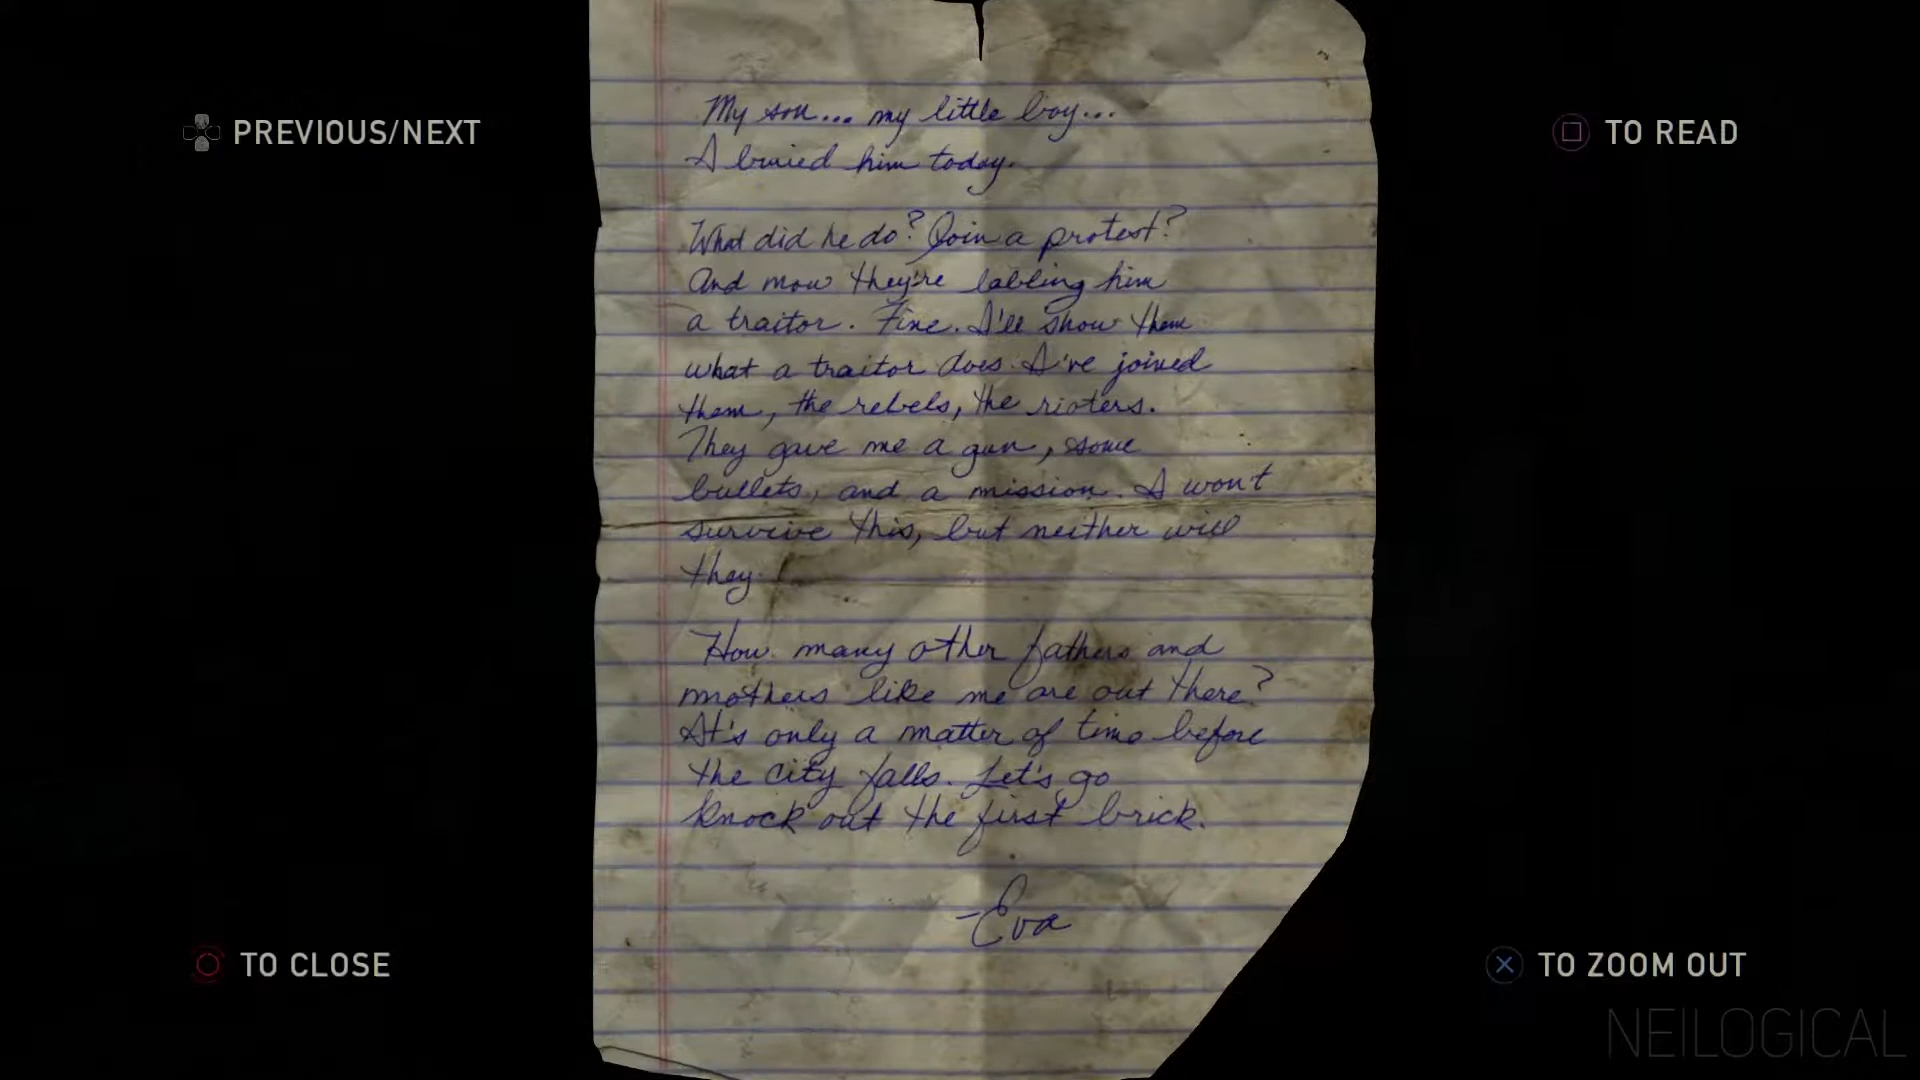 PREVIOUS/NEXT
TO READ
My son... my little boy...
I buried him today.
What did he do? Join a protest?
And now they're labling him
a traitor. Fine. I'll show them
what a traitor does. I've joined
them, the rebels, the rioters.
They gave me a gun, some
bullets, and a mission. I won't
survive this, but neither will
they.
How many other fathers and
mothers like me are out there?
It's only a matter of time before
the city falls. Let's go
knock out the first brick.
-Eva
TO CLOSE
TO ZOOM OUT
NEILOGICAL